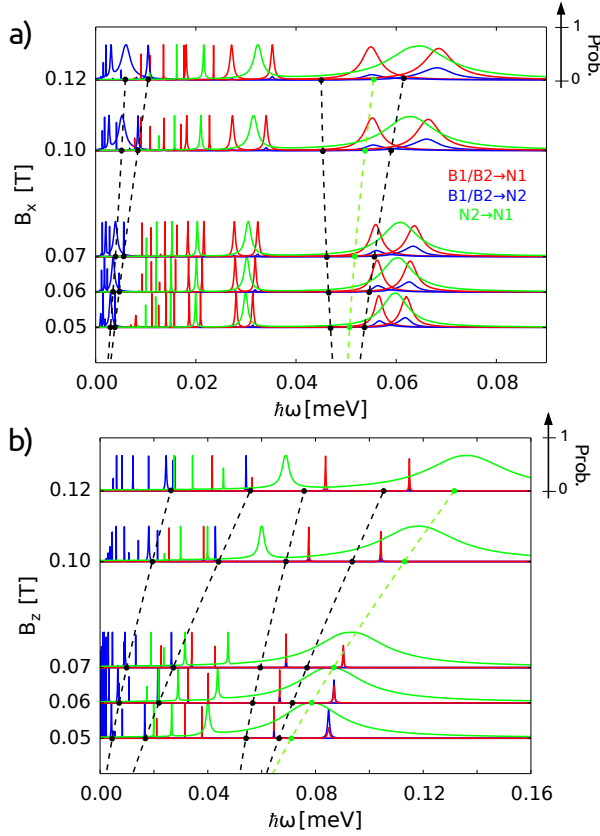 a)
1
0
Prob.
0.12
0.10
B1/B2→N1
B1/B2→N2
N2→N1
B_x [T]
0.07
0.06
0.05
0.00 0.02 0.04 0.06 0.08
ħω [meV]
b)
1
0
Prob.
0.12
0.10
B_z [T]
0.07
0.06
0.05
0.00 0.04 0.08 0.12 0.16
ħω [meV]